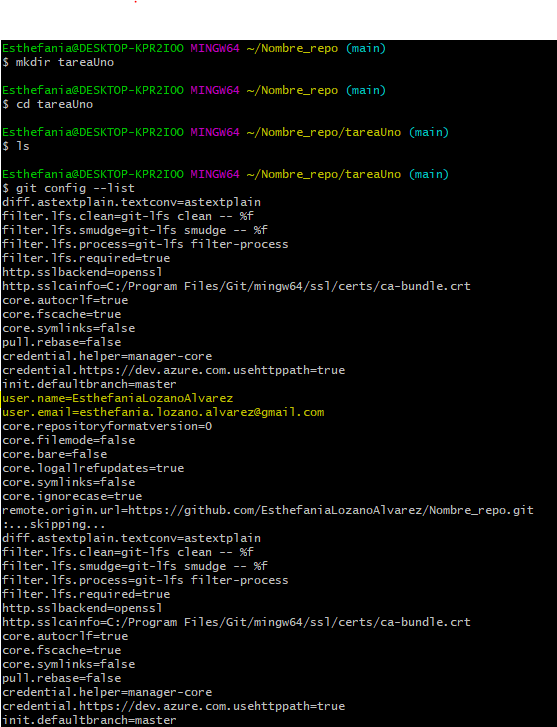 Esthefania@DESKTOP-KPR2IOO MINGW64 ~/Nombre_repo (main)
$ mkdir tareaUno
Esthefania@DESKTOP-KPR2IOO MINGW64 ~/Nombre_repo (main)
$ cd tareaUno
Esthefania@DESKTOP-KPR2IOO MINGW64 ~/Nombre_repo/tareaUno (main)
$ ls
Esthefania@DESKTOP-KPR2IOO MINGW64 ~/Nombre_repo/tareaUno (main)
$ git config --list
diff.astextplain.textconv=astextplain
filter.lfs.clean=git-lfs clean -- %f
filter.lfs.smudge=git-lfs smudge -- %f
filter.lfs.process=git-lfs filter-process
filter.lfs.required=true
http.sslbackend=openssl
http.sslcainfo=C:/Program Files/Git/mingw64/ssl/certs/ca-bundle.crt
core.autocrlf=true
core.fscache=true
core.symlinks=false
pull.rebase=false
credential.helper=manager-core
credential.https://dev.azure.com.usehttppath=true
init.defaultbranch=master
user.name=EsthefaniaLozanoAlvarez
user.email=esthefania.lozano.alvarez@gmail.com
core.repositoryformatversion=0
core.filemode=false
core.bare=false
core.logallrefupdates=true
core.symlinks=false
core.ignorecase=true
remote.origin.url=https://github.com/EsthefaniaLozanoAlvarez/Nombre_repo.git
:...skipping...
diff.astextplain.textconv=astextplain
filter.lfs.clean=git-lfs clean -- %f
filter.lfs.smudge=git-lfs smudge -- %f
filter.lfs.process=git-lfs filter-process
filter.lfs.required=true
http.sslbackend=openssl
http.sslcainfo=C:/Program Files/Git/mingw64/ssl/certs/ca-bundle.crt
core.autocrlf=true
core.fscache=true
core.symlinks=false
pull.rebase=false
credential.helper=manager-core
credential.https://dev.azure.com.usehttppath=true
init.defaultbranch=master